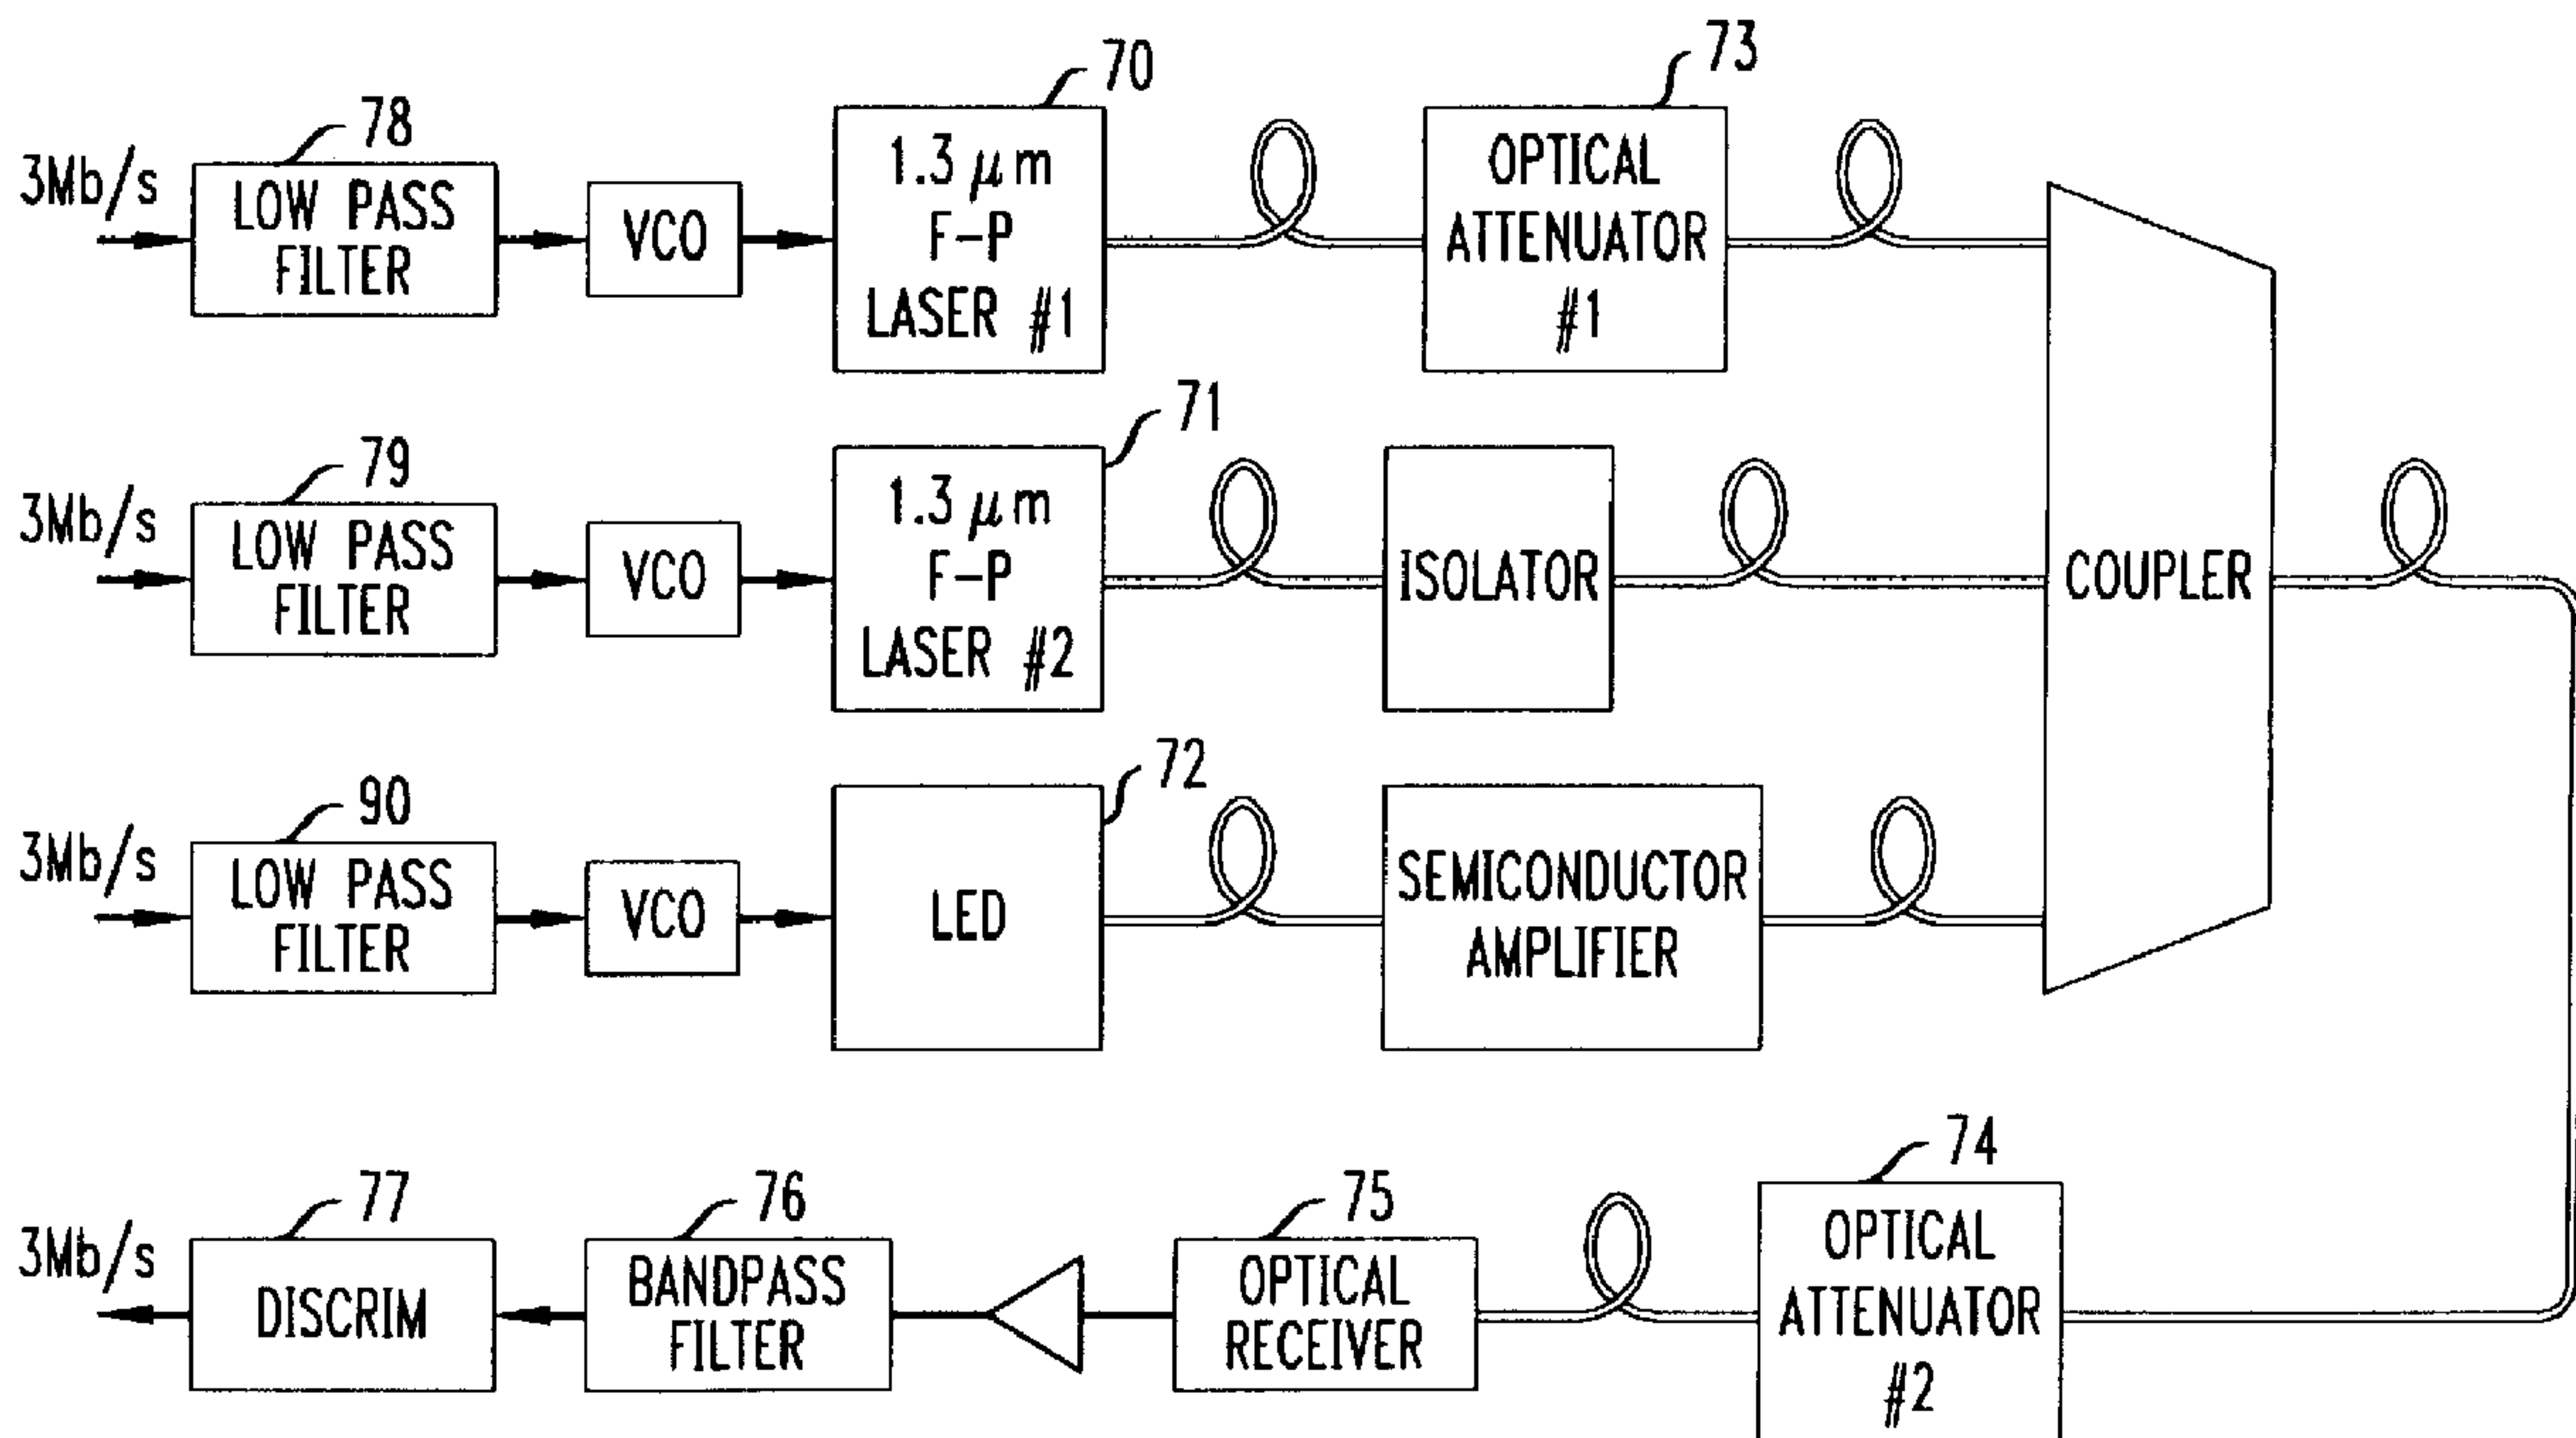 70
73
78
3Mb/s
LOW PASS
FILTER
VCO
1.3 μm
F-P
LASER #1
OPTICAL
ATTENUATOR
#1
71
79
3Mb/s
LOW PASS
FILTER
VCO
1.3 μm
F-P
LASER #2
ISOLATOR
COUPLER
72
90
3Mb/s
LOW PASS
FILTER
VCO
LED
SEMICONDUCTOR
AMPLIFIER
74
77
76
75
3Mb/s
DISCRIM
BANDPASS
FILTER
OPTICAL
RECEIVER
OPTICAL
ATTENUATOR
#2